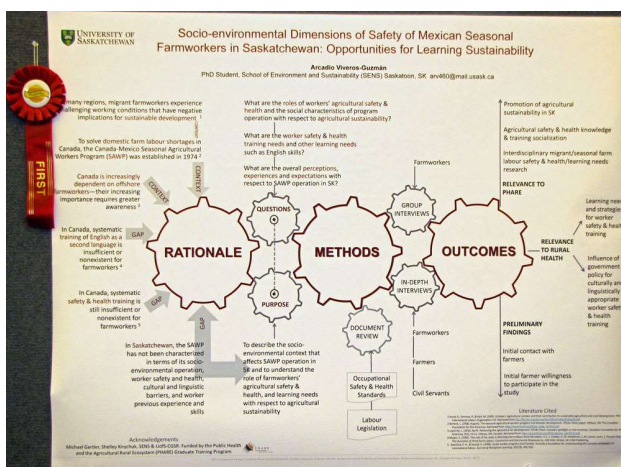 UNIVERSITY OF
SASKATCHEWAN
Socio-environmental Dimensions of Safety of Mexican Seasonal
Farmworkers in Saskatchewan: Opportunities for Learning Sustainability
Arcadio Viveros-Guzmán
PhD Student, School of Environment and Sustainability (SENS) Saskatoon, SK arv460@mail.usask.ca
FIRST
many regions, migrant farmworkers experience
challenging working conditions that have negative
implications for sustainable development 1
To solve domestic farm labour shortages in
Canada, the Canada-Mexico Seasonal Agricultural
Workers Program (SAWP) was established in 1974 2
Canada is increasingly
dependent on offshore
farmworkers—their increasing
importance requires greater
awareness 3
In Canada, systematic
training of English as a
second language is
insufficient or
nonexistent for
farmworkers 4
In Canada, systematic
safety & health training is
still insufficient or
nonexistent for
farmworkers 5
In Saskatchewan, the SAWP
has not been characterized
in terms of its socio-
environmental operation,
worker safety and health,
cultural and linguistic
barriers, and worker
previous experience and
skills
CONTEXT
CONTEXT
GAP
GAP
GAP
RATIONALE
What are the roles of workers' agricultural safety &
health and the social characteristics of program
operation with respect to agricultural sustainability?
What are the worker safety & health
training needs and other learning needs
such as English skills?
What are the overall perceptions,
experiences and expectations with
respect to SAWP operation in SK?
QUESTIONS
PURPOSE
To describe the socio-
environmental context that
affects SAWP operation in
SK and to understand the
role of farmworkers'
agricultural safety &
health, and learning needs
with respect to agricultural
sustainability
METHODS
Farmworkers
GROUP
INTERVIEWS
IN-DEPTH
INTERVIEWS
Farmworkers
Farmers
Civil Servants
DOCUMENT
REVIEW
Occupational
Safety & Health
Standards
Labour
Legislation
OUTCOMES
Promotion of agricultural
sustainability in SK
Agricultural safety & health knowledge
& training socialization
Interdisciplinary migrant/seasonal farm
labour safety & health/learning needs
research
RELEVANCE TO
PHARE
RELEVANCE
TO RURAL
HEALTH
Learning nee
and strategies
for worker
safety & healt
training
Influence of
government
policy for
culturally an
linguistically
appropriate
worker safet
& health
training
PRELIMINARY
FINDINGS
Initial contact with
farmers
Initial farmer willingness
to participate in the
study
Acknowledgements
Michael Gertler, Shelley Kirychuk, SENS & UofS-CGSR. Funded by the Public Health
and the Agricultural Rural Ecosystem (PHARE) Graduate Training Program
Literature Cited